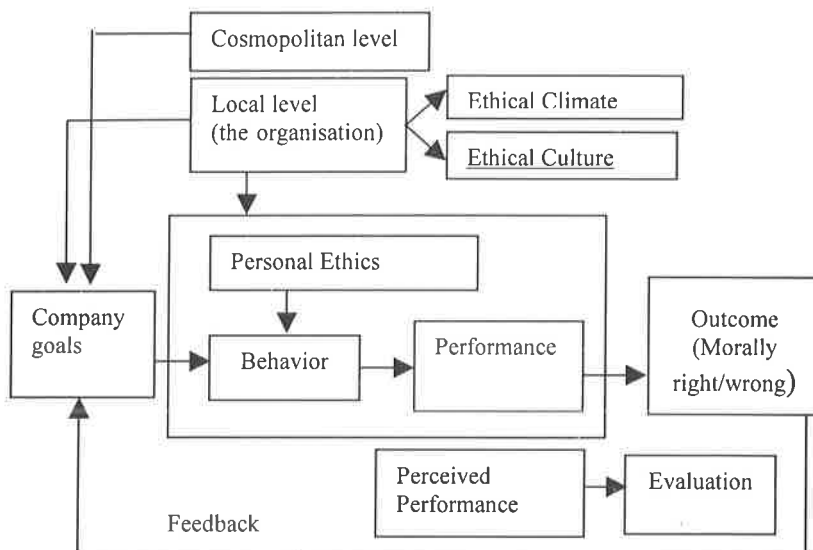 Cosmopolitan level
Local level
(the organisation)
Ethical Climate
Ethical Culture
Personal Ethics
Company
goals
Behavior
Performance
Outcome
(Morally
right/wrong)
Perceived
Performance
Evaluation
Feedback